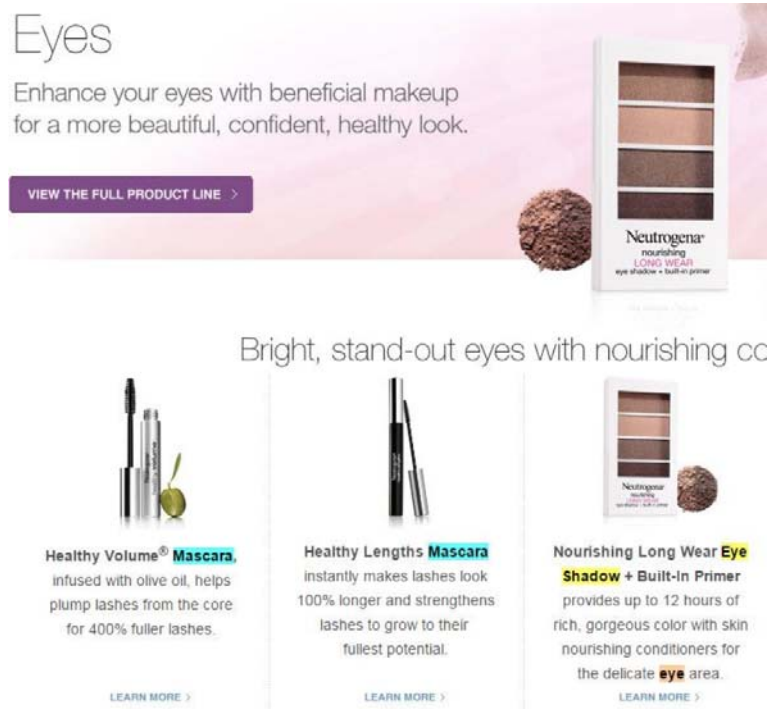 Eyes
Enhance your eyes with beneficial makeup
for a more beautiful, confident, healthy look.
VIEW THE FULL PRODUCT LINE >
Neutrogena®
nourishing
LONG WEAR
eye shadow + built-in primer
Bright, stand-out eyes with nourishing co
Neutrogena
nourishing
LONG WEAR
Healthy Volume® Mascara,
infused with olive oil, helps
plump lashes from the core
for 400% fuller lashes.
LEARN MORE >
Healthy Lengths Mascara
instantly makes lashes look
100% longer and strengthens
lashes to grow to their
fullest potential.
LEARN MORE >
Nourishing Long Wear Eye
Shadow + Built-In Primer
provides up to 12 hours of
rich, gorgeous color with skin
nourishing conditioners for
the delicate eye area.
LEARN MORE >